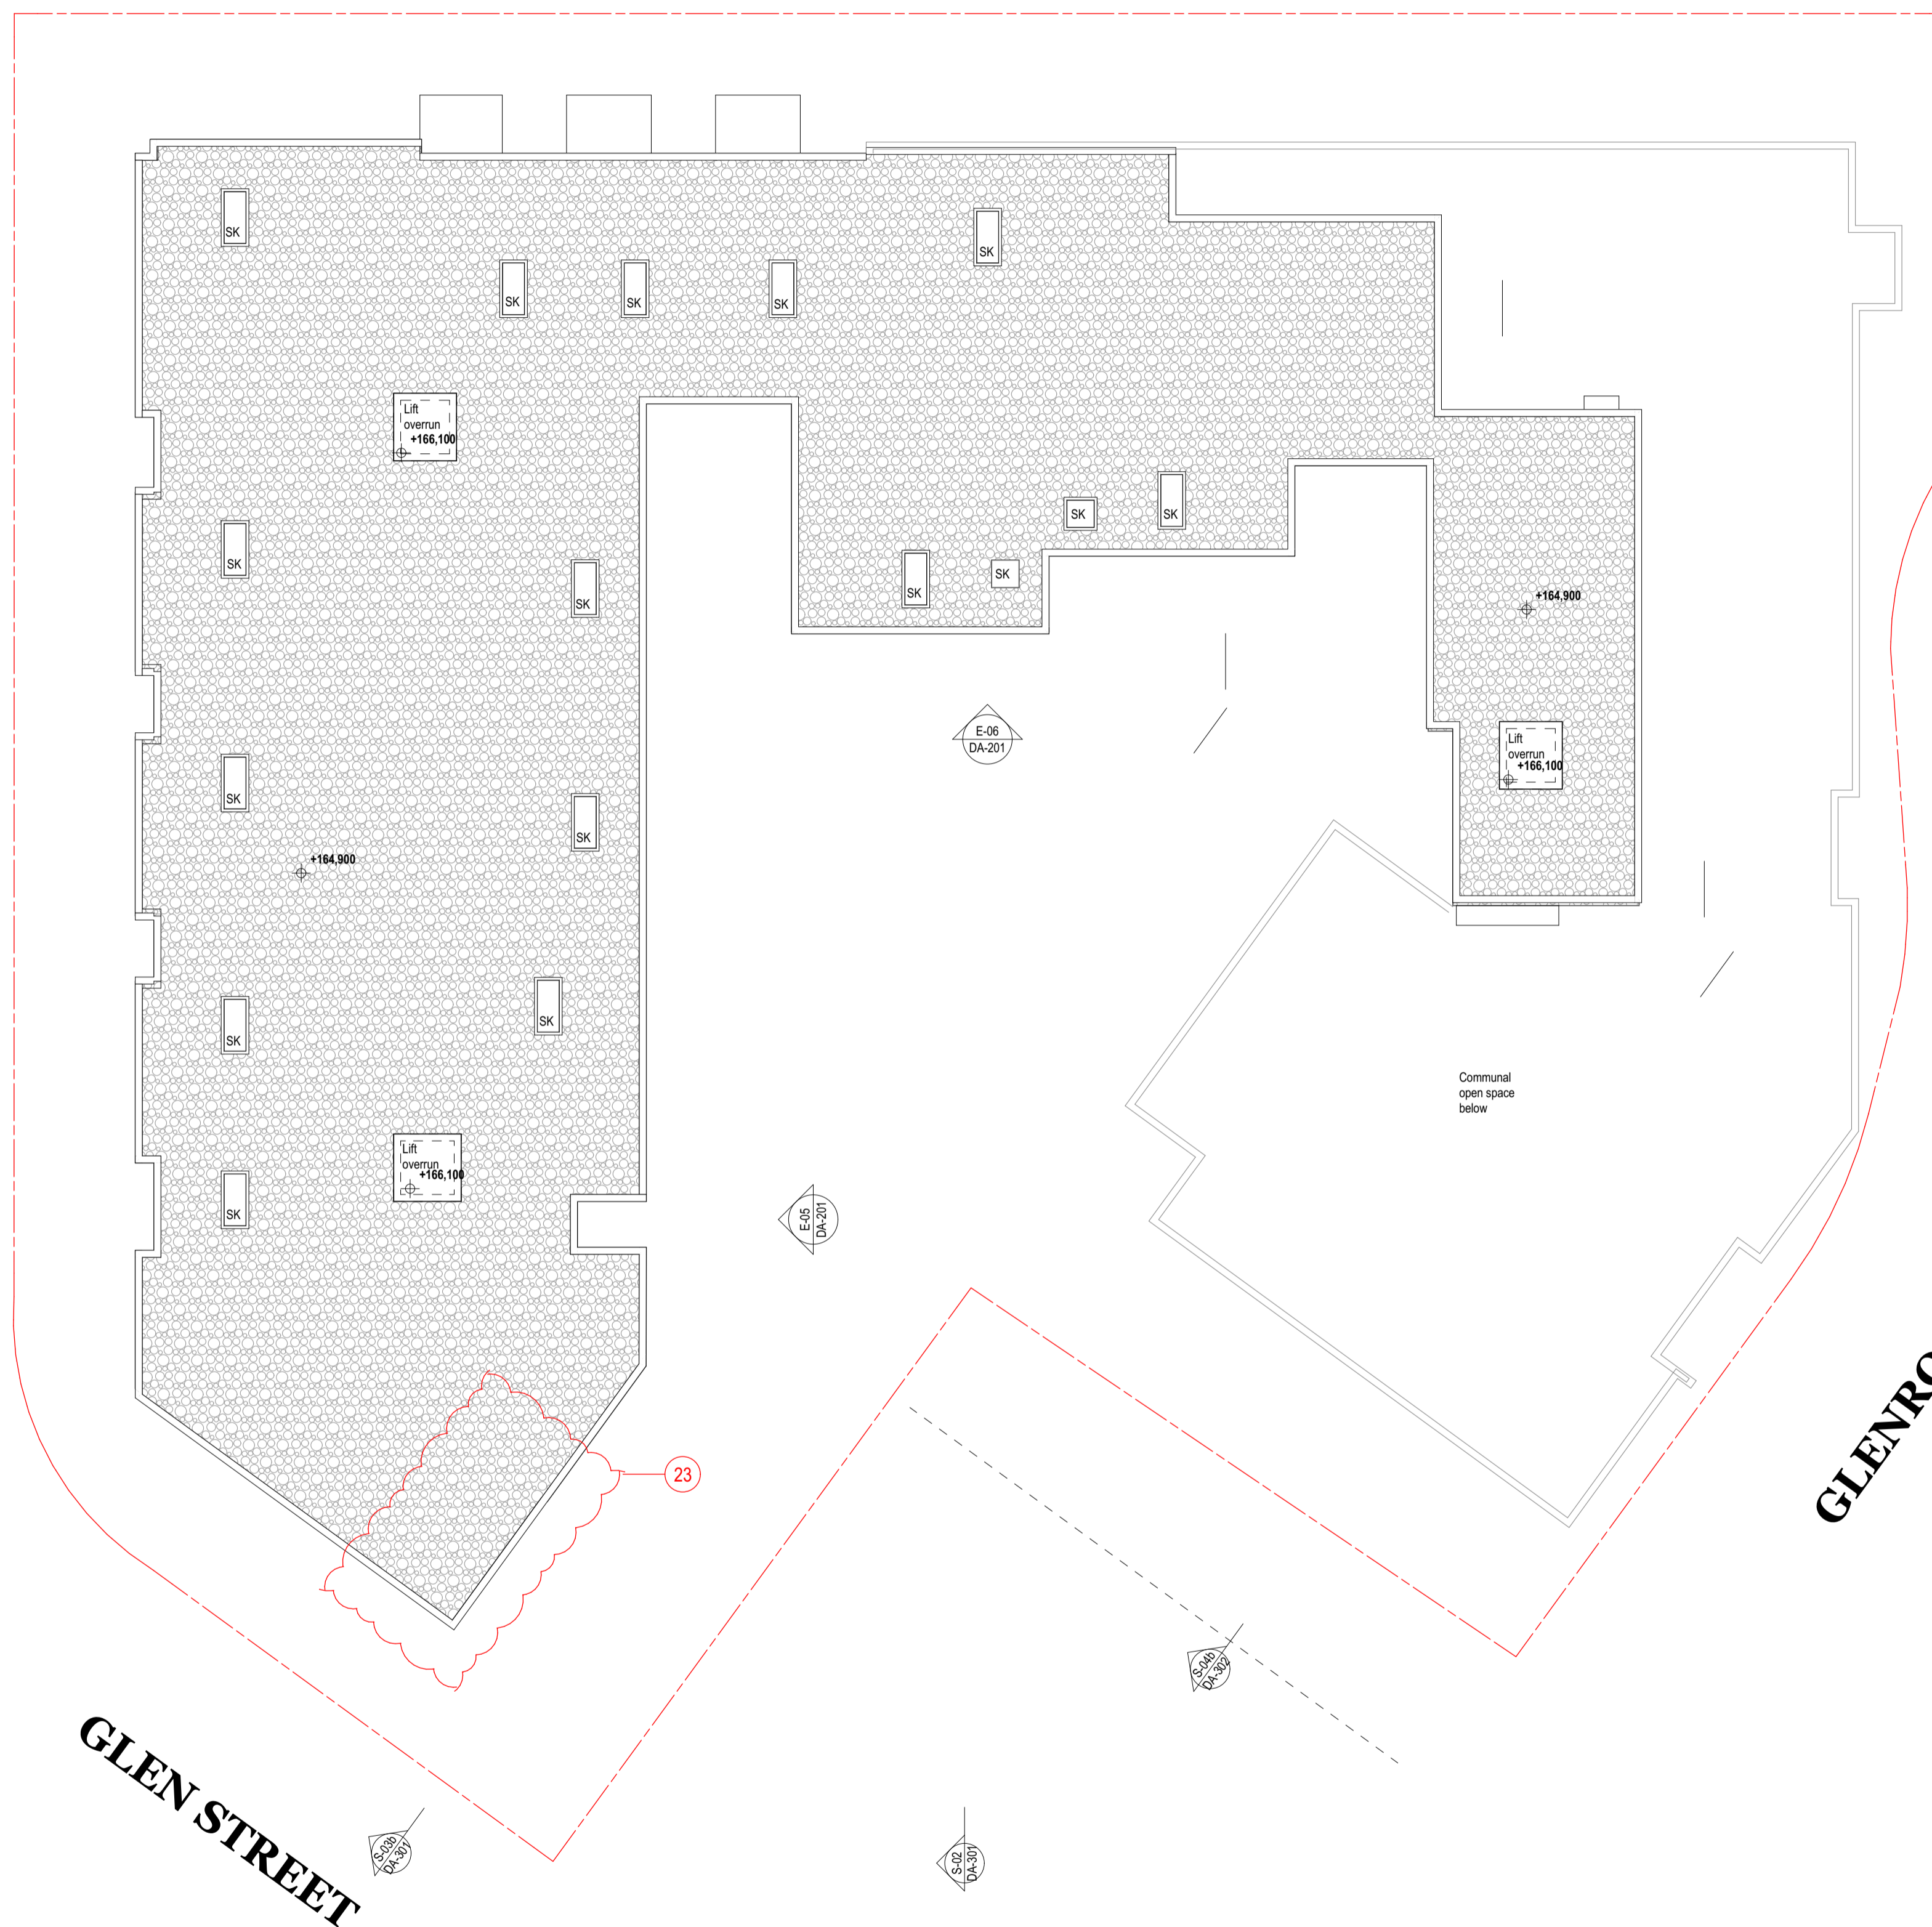 SK
SK
SK
SK
SK
Lift
overrun
+166,100
SK
SK
SK
SK
SK
SK
SK
+164,900
E-06
DA-201
Lift
overrun
+166,100
SK
SK
+164,900
SK
SK
Communal
open space
below
Lift
overrun
+166,100
SK
E-05
DA-201
23
GLENRO
S-04b
DA-302
GLEN STREET
S-03b
DA-301
S-02
DA-301